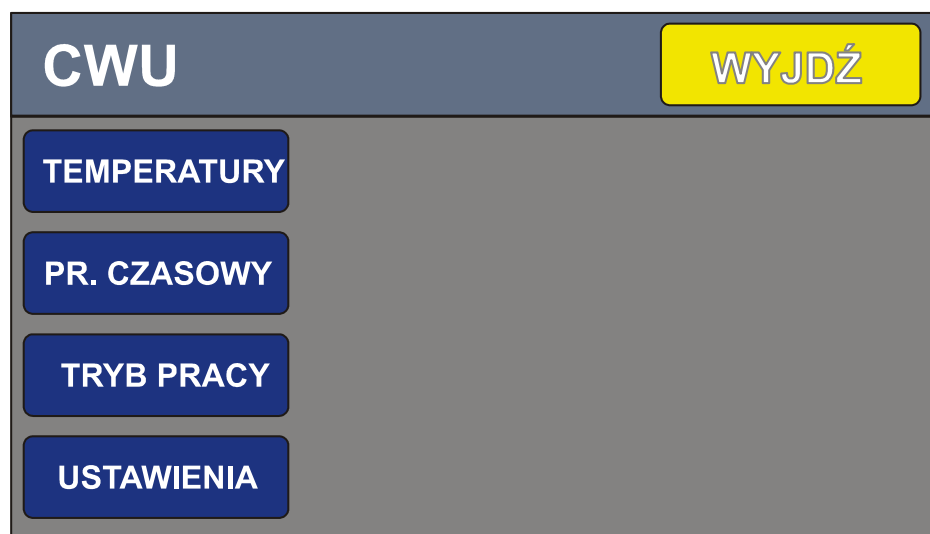 CWU
WYJDŹ
TEMPERATURY
PR. CZASOWY
TRYB PRACY
USTAWIENIA